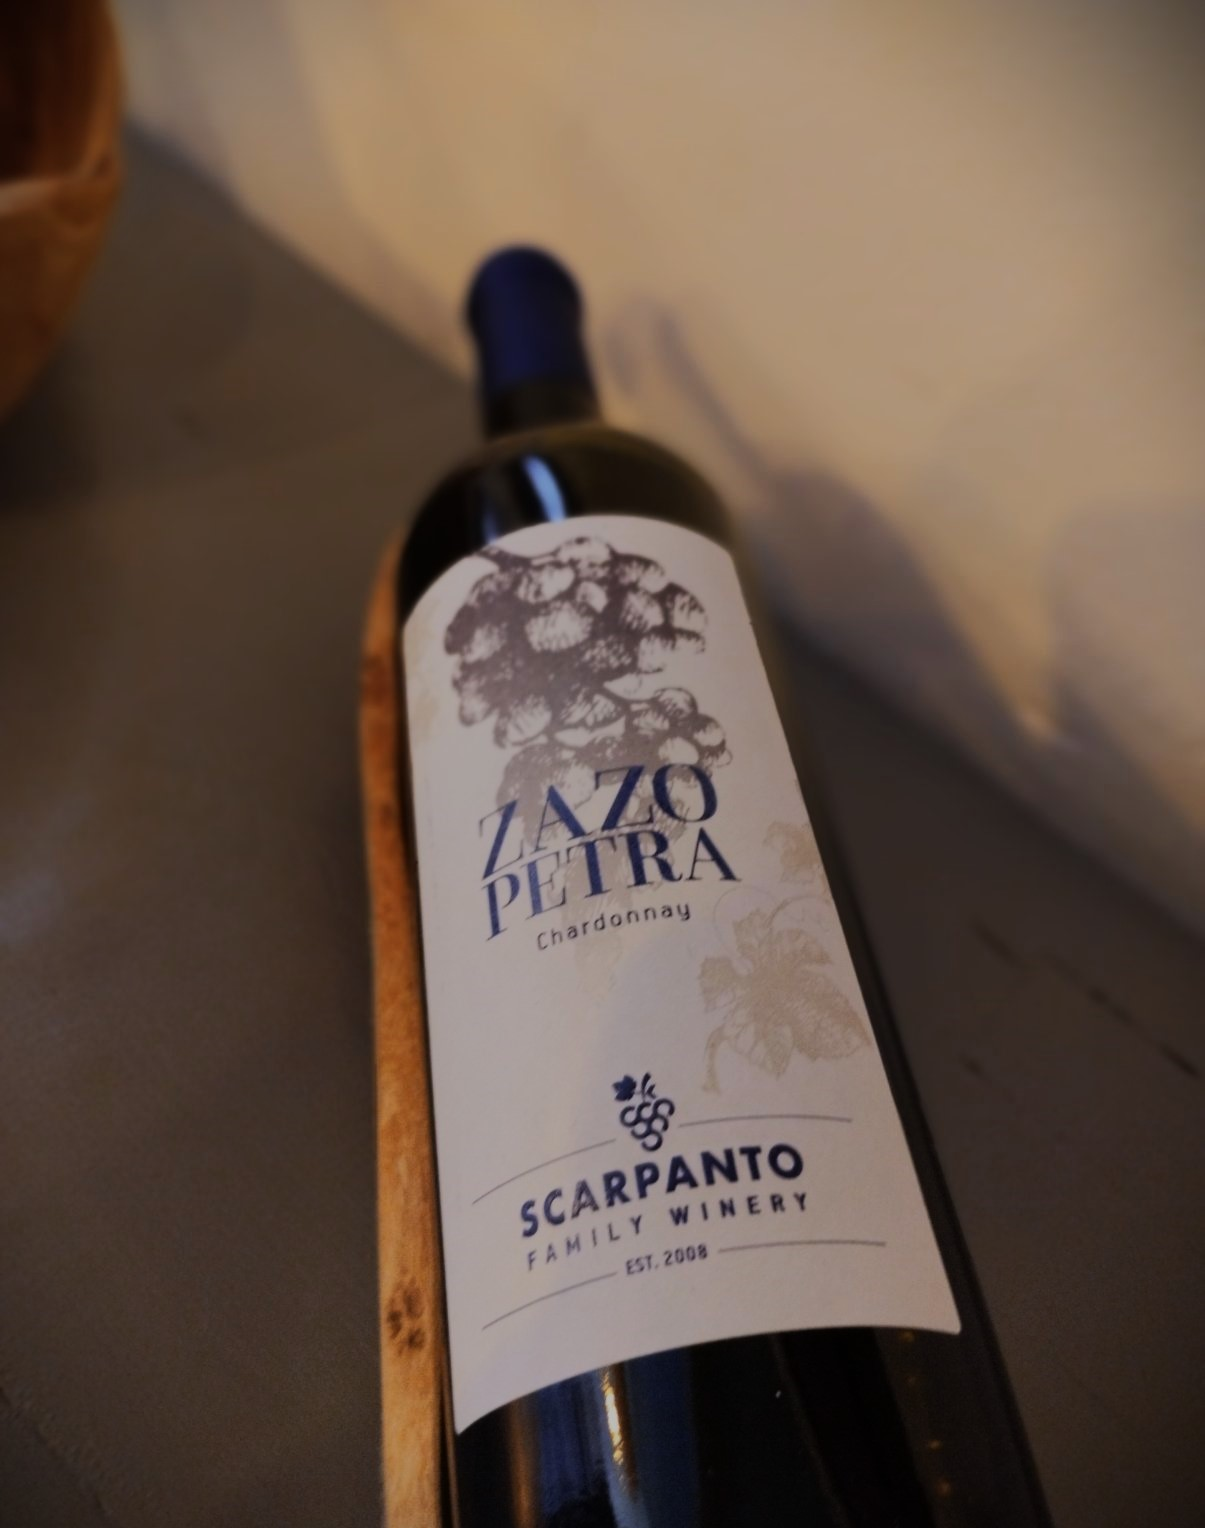 ZAZO
PETRA
Chardonnay
SCARPANTO
FAMILY WINERY
EST. 2008